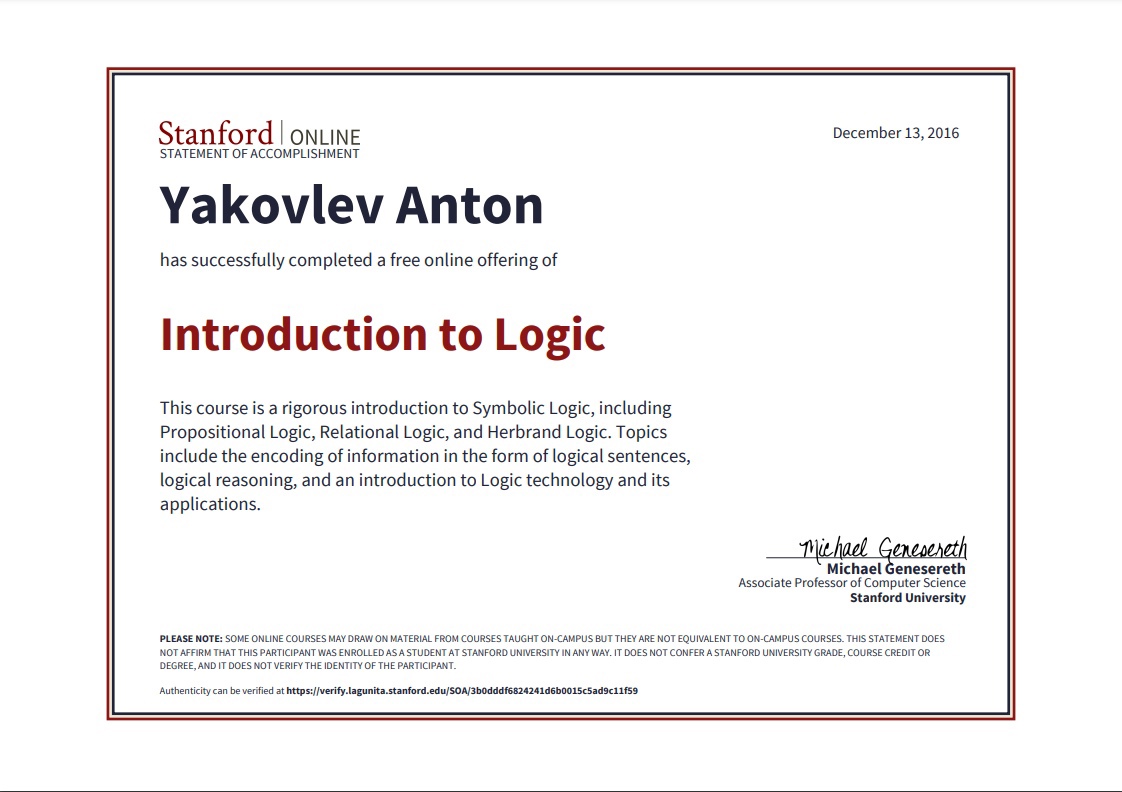 Stanford | ONLINE
December 13, 2016
STATEMENT OF ACCOMPLISHMENT
Yakovlev Anton
has successfully completed a free online offering of
Introduction to Logic
This course is a rigorous introduction to Symbolic Logic, including
Propositional Logic, Relational Logic, and Herbrand Logic. Topics
include the encoding of information in the form of logical sentences,
logical reasoning, and an introduction to Logic technology and its
applications.
Michael Genesereth
Michael Genesereth
Associate Professor of Computer Science
Stanford University
PLEASE NOTE: SOME ONLINE COURSES MAY DRAW ON MATERIAL FROM COURSES TAUGHT ON-CAMPUS BUT THEY ARE NOT EQUIVALENT TO ON-CAMPUS COURSES. THIS STATEMENT DOES
NOT AFFIRM THAT THIS PARTICIPANT WAS ENROLLED AS A STUDENT AT STANFORD UNIVERSITY IN ANY WAY. IT DOES NOT CONFER A STANFORD UNIVERSITY GRADE, COURSE CREDIT OR
DEGREE, AND IT DOES NOT VERIFY THE IDENTITY OF THE PARTICIPANT.
Authenticity can be verified at https://verify.lagunita.stanford.edu/SOA/3b0dddf6824241d6b0015c5ad9c11f59